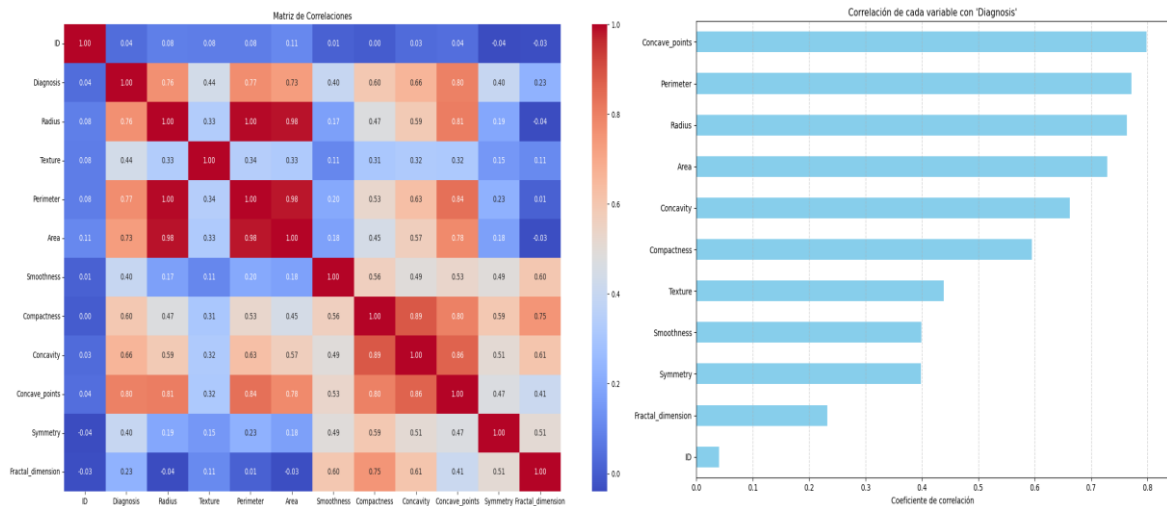 Matriz de Correlaciones
ID 1.00 0.04 0.08 0.08 0.08 0.11 0.01 0.00 0.03 0.04 -0.04 -0.03
Diagnosis 0.04 1.00 0.76 0.44 0.77 0.73 0.40 0.60 0.66 0.80 0.40 0.23
Radius 0.08 0.76 1.00 0.33 1.00 0.98 0.17 0.47 0.59 0.81 0.19 -0.04
Texture 0.08 0.44 0.33 1.00 0.34 0.33 0.11 0.31 0.32 0.32 0.15 0.11
Perimeter 0.08 0.77 1.00 0.34 1.00 0.98 0.20 0.53 0.63 0.84 0.23 0.01
Area 0.11 0.73 0.98 0.33 0.98 1.00 0.18 0.45 0.57 0.78 0.18 -0.03
Smoothness 0.01 0.40 0.17 0.11 0.20 0.18 1.00 0.56 0.49 0.53 0.49 0.60
Compactness 0.00 0.60 0.47 0.31 0.53 0.45 0.56 1.00 0.89 0.80 0.59 0.75
Concavity 0.03 0.66 0.59 0.32 0.63 0.57 0.49 0.89 1.00 0.86 0.51 0.61
Concave_points 0.04 0.80 0.81 0.32 0.84 0.78 0.53 0.80 0.86 1.00 0.47 0.41
Symmetry -0.04 0.40 0.19 0.15 0.23 0.18 0.49 0.59 0.51 0.47 1.00 0.51
Fractal_dimension -0.03 0.23 -0.04 0.11 0.01 -0.03 0.60 0.75 0.61 0.41 0.51 1.00
ID Diagnosis Radius Texture Perimeter Area Smoothness Compactness Concavity Concave_points Symmetry Fractal_dimension
1.0
0.8
0.6
0.4
0.2
0.0
Correlación de cada variable con 'Diagnosis'
Concave_points
Perimeter
Radius
Area
Concavity
Compactness
Texture
Smoothness
Symmetry
Fractal_dimension
ID
0.0 0.1 0.2 0.3 0.4 0.5 0.6 0.7 0.8
Coeficiente de correlación